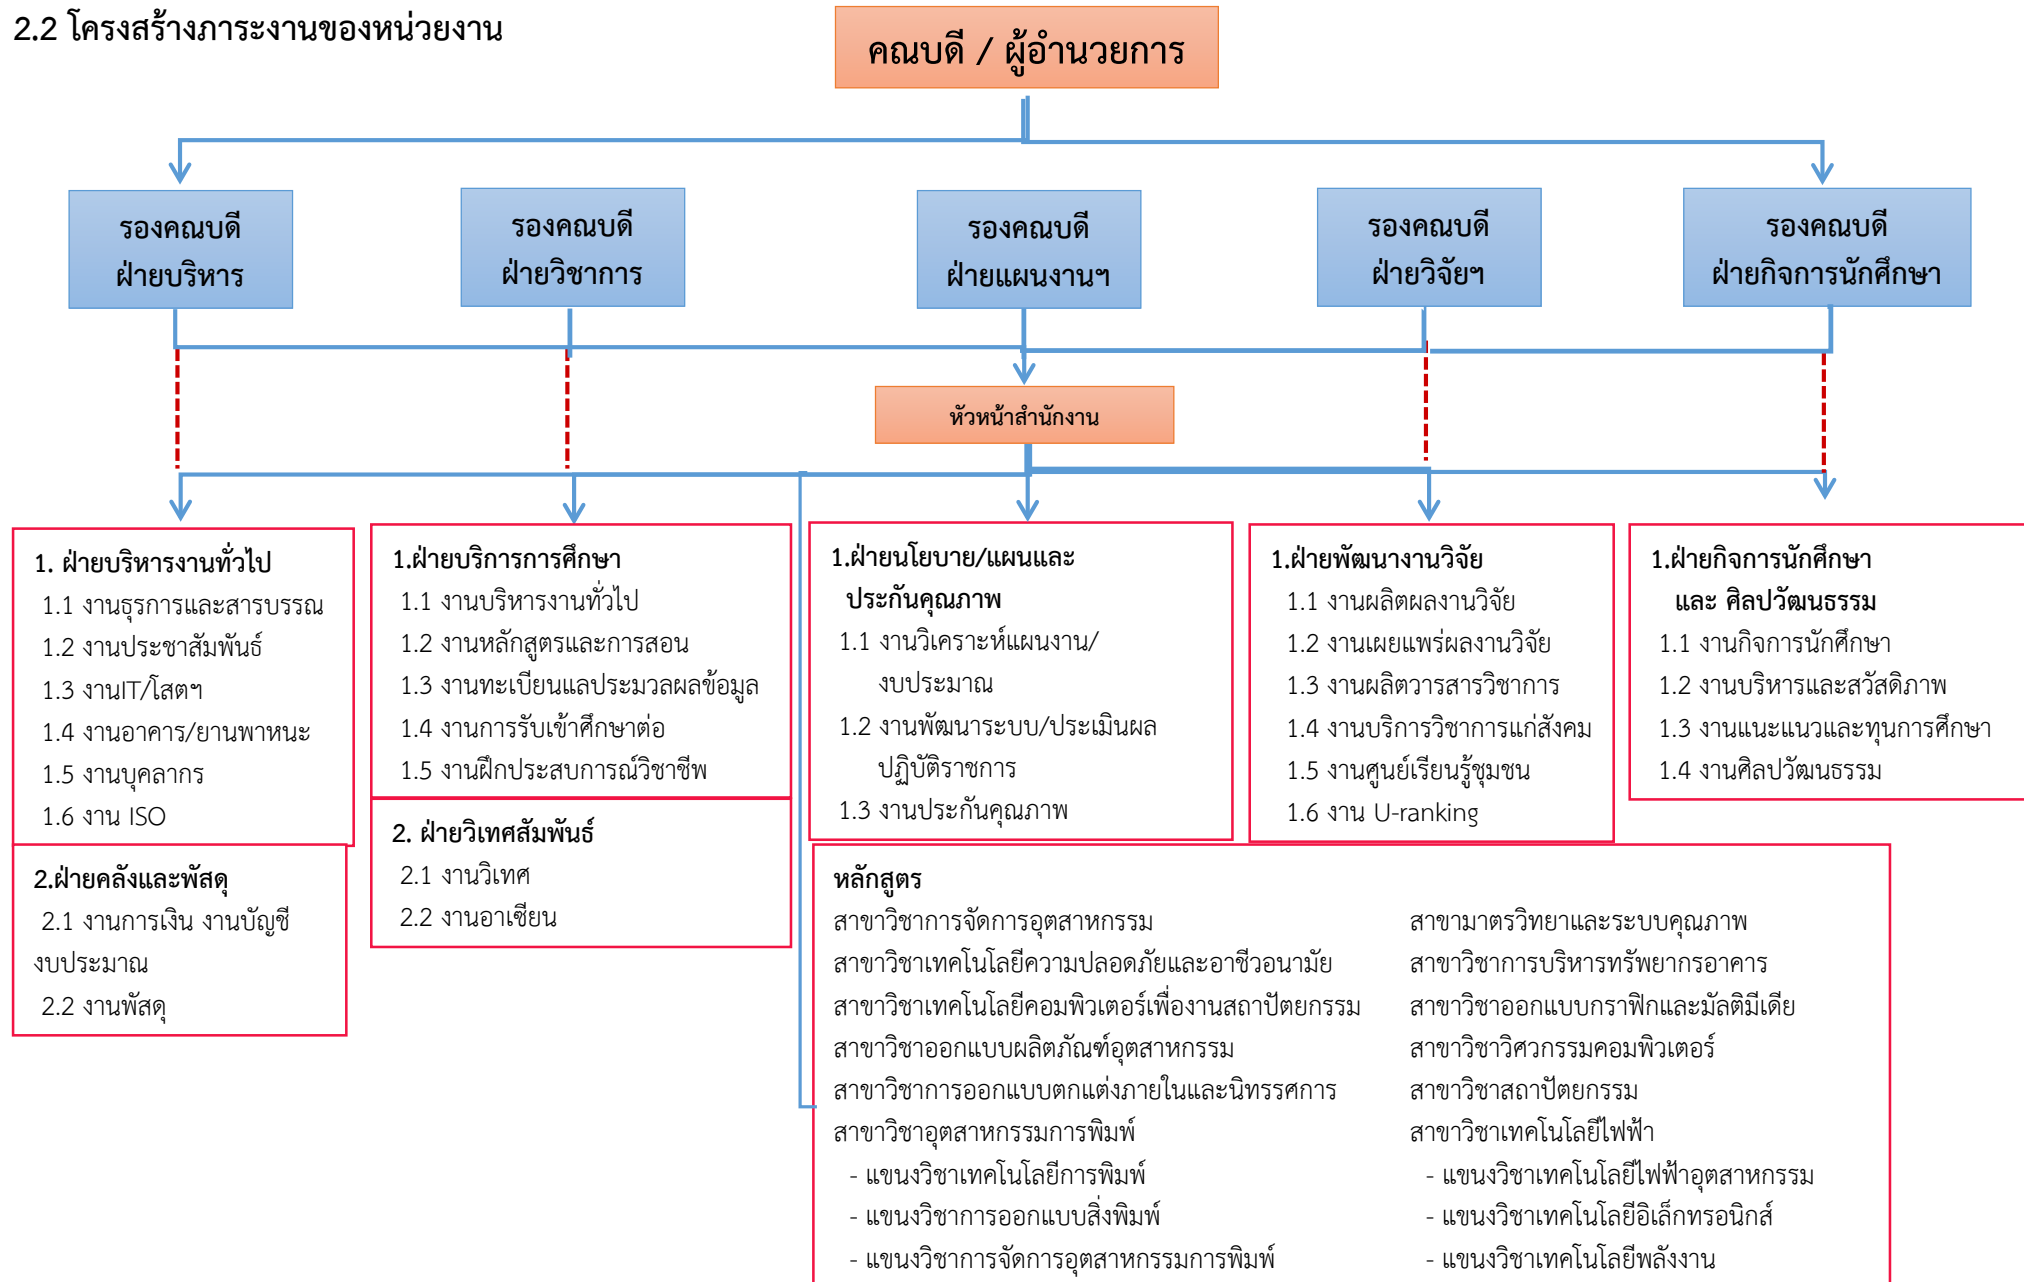 2.2 โครงสร้างภาระงานของหน่วยงาน
คณบดี / ผู้อำนวยการ
รองคณบดี
ฝ่ายบริหาร
รองคณบดี
ฝ่ายวิชาการ
รองคณบดี
ฝ่ายแผนงานฯ
รองคณบดี
ฝ่ายวิจัยฯ
รองคณบดี
ฝ่ายกิจการนักศึกษา
หัวหน้าสำนักงาน
1. ฝ่ายบริหารงานทั่วไป
1.1 งานธุรการและสารบรรณ
1.2 งานประชาสัมพันธ์
1.3 งานIT/โสตฯ
1.4 งานอาคาร/ยานพาหนะ
1.5 งานบุคลากร
1.6 งาน ISO
2.ฝ่ายคลังและพัสดุ
2.1 งานการเงิน งานบัญชี
งบประมาณ
2.2 งานพัสดุ
1.ฝ่ายบริการการศึกษา
1.1 งานบริหารงานทั่วไป
1.2 งานหลักสูตรและการสอน
1.3 งานทะเบียนแลประมวลผลข้อมูล
1.4 งานการรับเข้าศึกษาต่อ
1.5 งานฝึกประสบการณ์วิชาชีพ
2. ฝ่ายวิเทศสัมพันธ์
2.1 งานวิเทศ
2.2 งานอาเซียน
1.ฝ่ายนโยบาย/แผนและ
ประกันคุณภาพ
1.1 งานวิเคราะห์แผนงาน/
งบประมาณ
1.2 งานพัฒนาระบบ/ประเมินผล
ปฏิบัติราชการ
1.3 งานประกันคุณภาพ
1.ฝ่ายพัฒนางานวิจัย
1.1 งานผลิตผลงานวิจัย
1.2 งานเผยแพร่ผลงานวิจัย
1.3 งานผลิตวารสารวิชาการ
1.4 งานบริการวิชาการแก่สังคม
1.5 งานศูนย์เรียนรู้ชุมชน
1.6 งาน U-ranking
1.ฝ่ายกิจการนักศึกษา
และ ศิลปวัฒนธรรม
1.1 งานกิจการนักศึกษา
1.2 งานบริหารและสวัสดิภาพ
1.3 งานแนะแนวและทุนการศึกษา
1.4 งานศิลปวัฒนธรรม
หลักสูตร
สาขาวิชาการจัดการอุตสาหกรรม
สาขาวิชาเทคโนโลยีความปลอดภัยและอาชีวอนามัย
สาขาวิชาเทคโนโลยีคอมพิวเตอร์เพื่องานสถาปัตยกรรม
สาขาวิชาออกแบบผลิตภัณฑ์อุตสาหกรรม
สาขาวิชาการออกแบบตกแต่งภายในและนิทรรศการ
สาขาวิชาอุตสาหกรรมการพิมพ์
- แขนงวิชาเทคโนโลยีการพิมพ์
- แขนงวิชาการออกแบบสิ่งพิมพ์
- แขนงวิชาการจัดการอุตสาหกรรมการพิมพ์
สาขามาตรวิทยาและระบบคุณภาพ
สาขาวิชาการบริหารทรัพยากรอาคาร
สาขาวิชาออกแบบกราฟิกและมัลติมีเดีย
สาขาวิชาวิศวกรรมคอมพิวเตอร์
สาขาวิชาสถาปัตยกรรม
สาขาวิชาเทคโนโลยีไฟฟ้า
- แขนงวิชาเทคโนโลยีไฟฟ้าอุตสาหกรรม
- แขนงวิชาเทคโนโลยีอิเล็กทรอนิกส์
- แขนงวิชาเทคโนโลยีพลังงาน